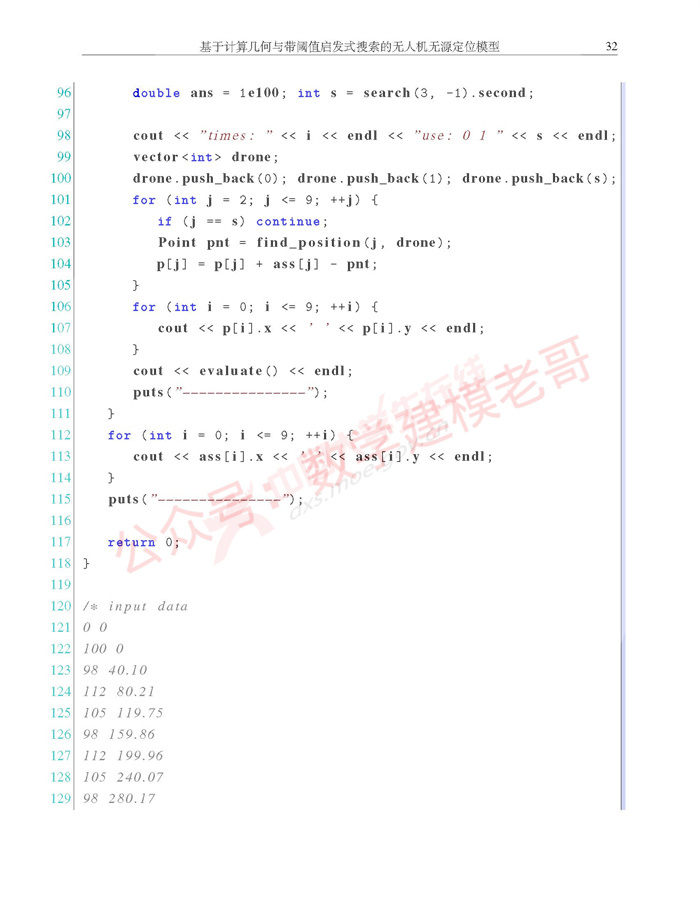 基于计算几何与带阈值启发式搜索的无人机无源定位模型 32
96 double ans = 1e100; int s = search(3, -1).second;
97
98 cout << "times: " << i << endl << "use: 0 1 " << s << endl;
99 vector<int> drone;
100 drone.push_back(0); drone.push_back(1); drone.push_back(s);
101 for (int j = 2; j <= 9; ++j) {
102 if (j == s) continue;
103 Point pnt = find_position(j, drone);
104 p[j] = p[j] + ass[j] - pnt;
105 }
106 for (int i = 0; i <= 9; ++i) {
107 cout << p[i].x << ' ' << p[i].y << endl;
108 }
109 cout << evaluate() << endl;
110 puts("---------------");
111 }
112 for (int i = 0; i <= 9; ++i) {
113 cout << ass[i].x << ' ' << ass[i].y << endl;
114 }
115 puts("---------------");
116
117 return 0;
118 }
119
120 /* input data
121 0 0
122 100 0
123 98 40.10
124 112 80.21
125 105 119.75
126 98 159.86
127 112 199.96
128 105 240.07
129 98 280.17
公众号:数学建模老哥